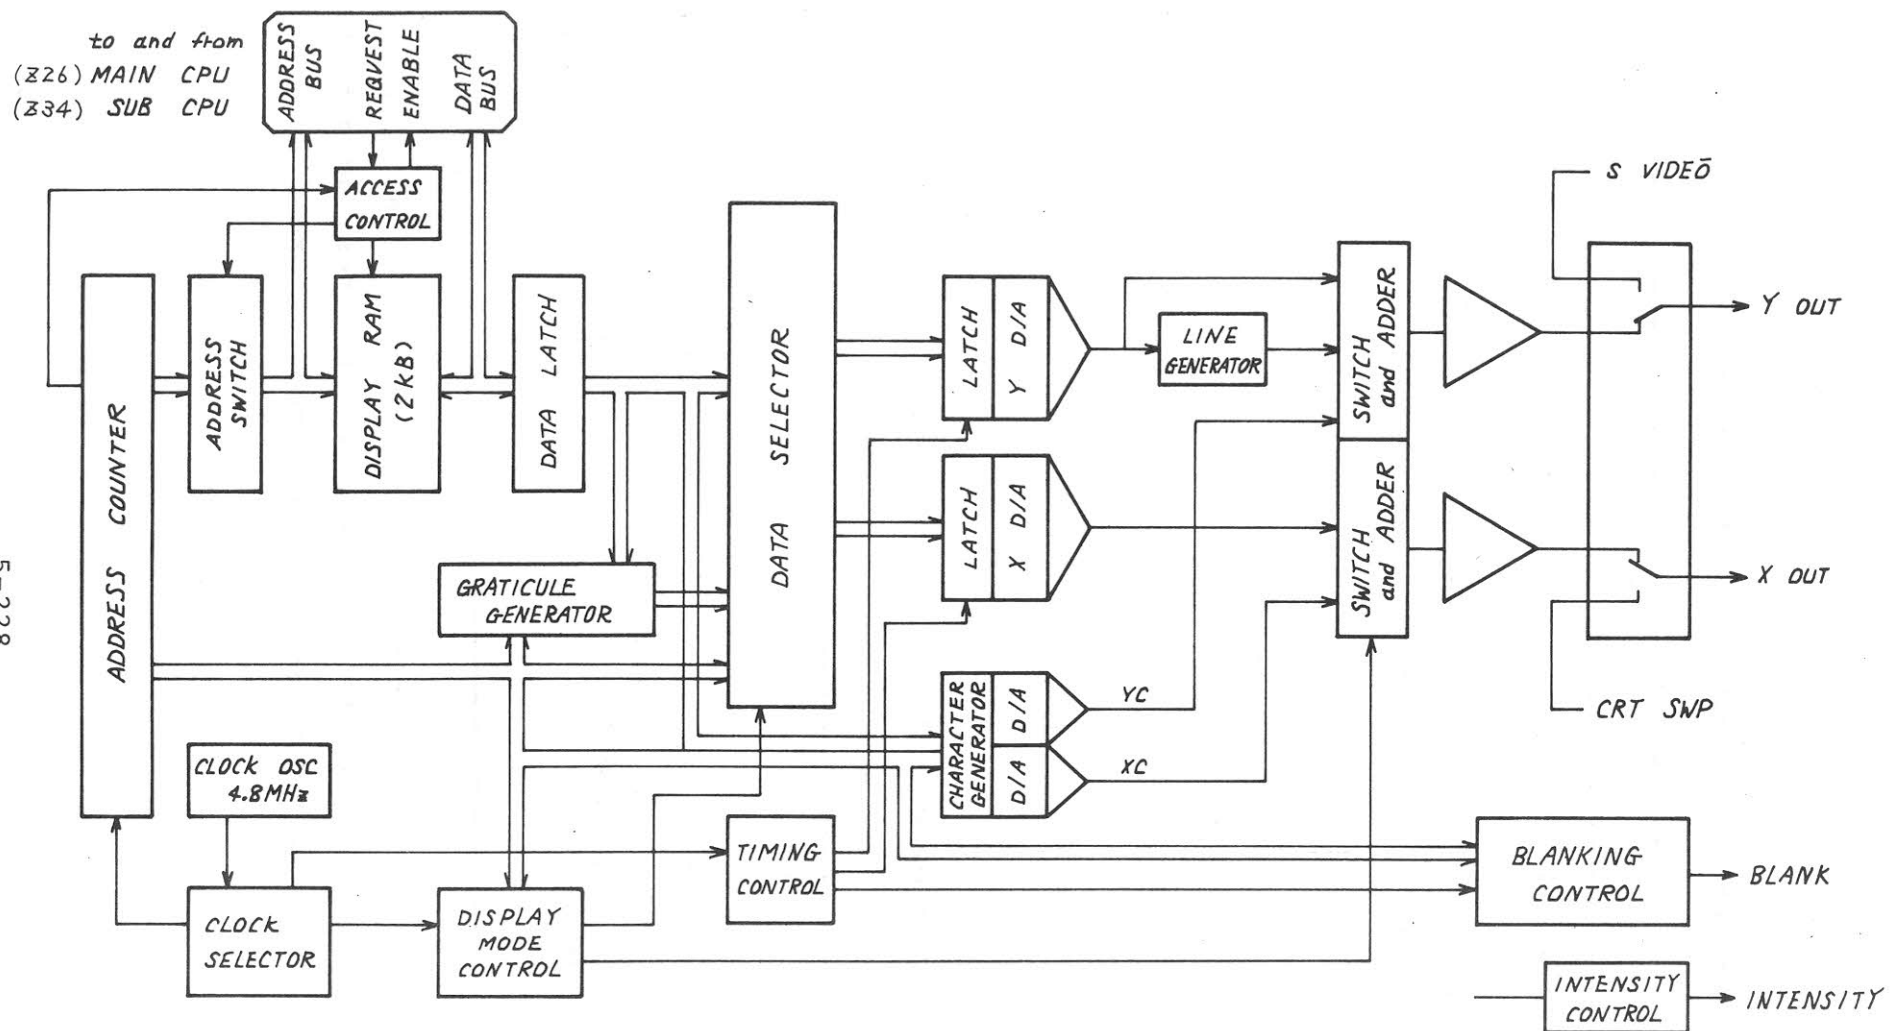 to and from
(Z26) MAIN CPU
(Z34) SUB CPU
ADDRESS
BUS
REQUEST
ENABLE
DATA
BUS
ACCESS
CONTROL
S VIDEO
ADDRESS COUNTER
ADDRESS
SWITCH
DISPLAY RAM
(2KB)
DATA LATCH
DATA SELECTOR
LATCH
Y D/A
LINE
GENERATOR
SWITCH
and ADDER
Y OUT
LATCH
X D/A
SWITCH
and ADDER
X OUT
CRT SWP
GRATICULE
GENERATOR
CHARACTER
GENERATOR
D/A
D/A
YC
XC
CLOCK OSC
4.8MHz
CLOCK
SELECTOR
DISPLAY
MODE
CONTROL
TIMING
CONTROL
BLANKING
CONTROL
BLANK
INTENSITY
CONTROL
INTENSITY
5-228